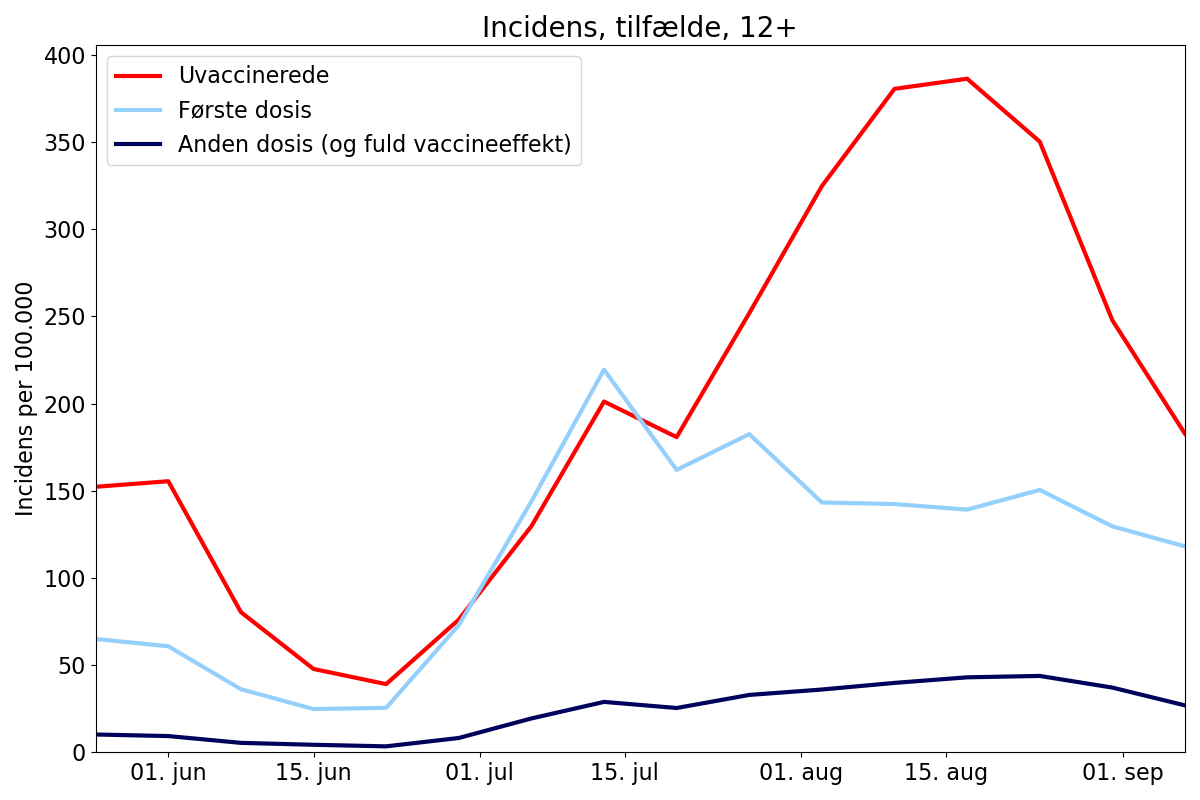 Incidens, tilfælde, 12+
Uvaccinerede
Første dosis
Anden dosis (og fuld vaccineeffekt)
Incidens per 100.000
400
350
300
250
200
150
100
50
0
01. jun
15. jun
01. jul
15. jul
01. aug
15. aug
01. sep